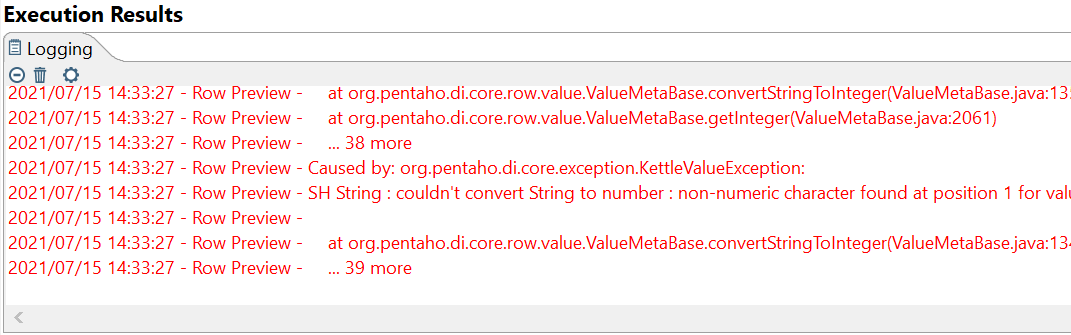 Execution Results
Logging
2021/07/15 14:33:27 - Row Preview - at org.pentaho.di.core.row.value.ValueMetaBase.convertStringToInteger(ValueMetaBase.java:13
2021/07/15 14:33:27 - Row Preview - at org.pentaho.di.core.row.value.ValueMetaBase.getInteger(ValueMetaBase.java:2061)
2021/07/15 14:33:27 - Row Preview - ... 38 more
2021/07/15 14:33:27 - Row Preview - Caused by: org.pentaho.di.core.exception.KettleValueException:
2021/07/15 14:33:27 - Row Preview - SH String : couldn't convert String to number : non-numeric character found at position 1 for valu
2021/07/15 14:33:27 - Row Preview -
2021/07/15 14:33:27 - Row Preview - at org.pentaho.di.core.row.value.ValueMetaBase.convertStringToInteger(ValueMetaBase.java:134
2021/07/15 14:33:27 - Row Preview - ... 39 more